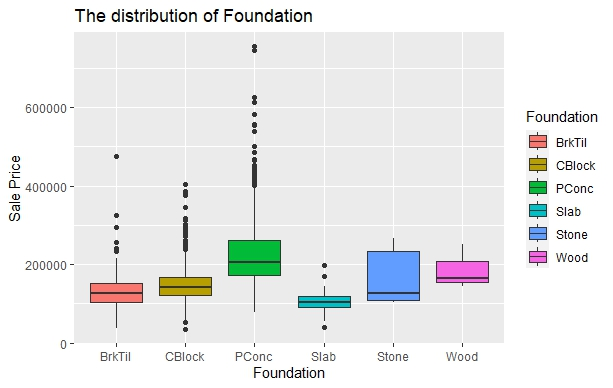 The distribution of Foundation
Sale Price
600000
400000
200000
0
BrkTil CBlock PConc Slab Stone Wood
Foundation
Foundation
BrkTil
CBlock
PConc
Slab
Stone
Wood